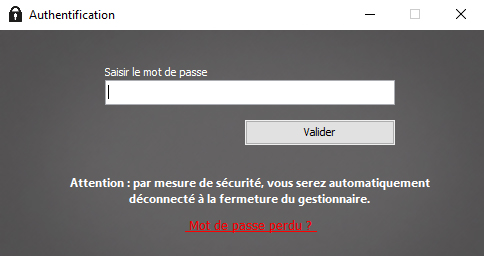 Authentification
Saisir le mot de passe
Valider
Attention : par mesure de sécurité, vous serez automatiquement
déconnecté à la fermeture du gestionnaire.
Mot de passe perdu ?